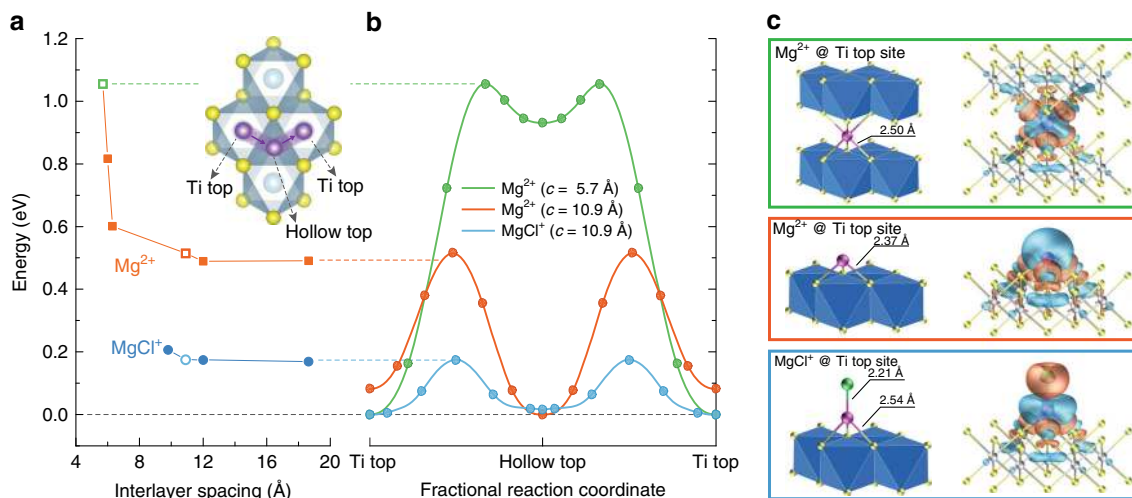 a
b
c
1.2
1.0
0.8
0.6
0.4
0.2
0.0
Energy (eV)
4
8
12
16
20
Interlayer spacing (Å)
Mg²⁺
MgCl⁺
Ti top
Ti top
Hollow top
Mg²⁺ (c = 5.7 Å)
Mg²⁺ (c = 10.9 Å)
MgCl⁺ (c = 10.9 Å)
Ti top
Hollow top
Ti top
Fractional reaction coordinate
Mg²⁺ @ Ti top site
2.50 Å
Mg²⁺ @ Ti top site
2.37 Å
MgCl⁺ @ Ti top site
2.21 Å
2.54 Å